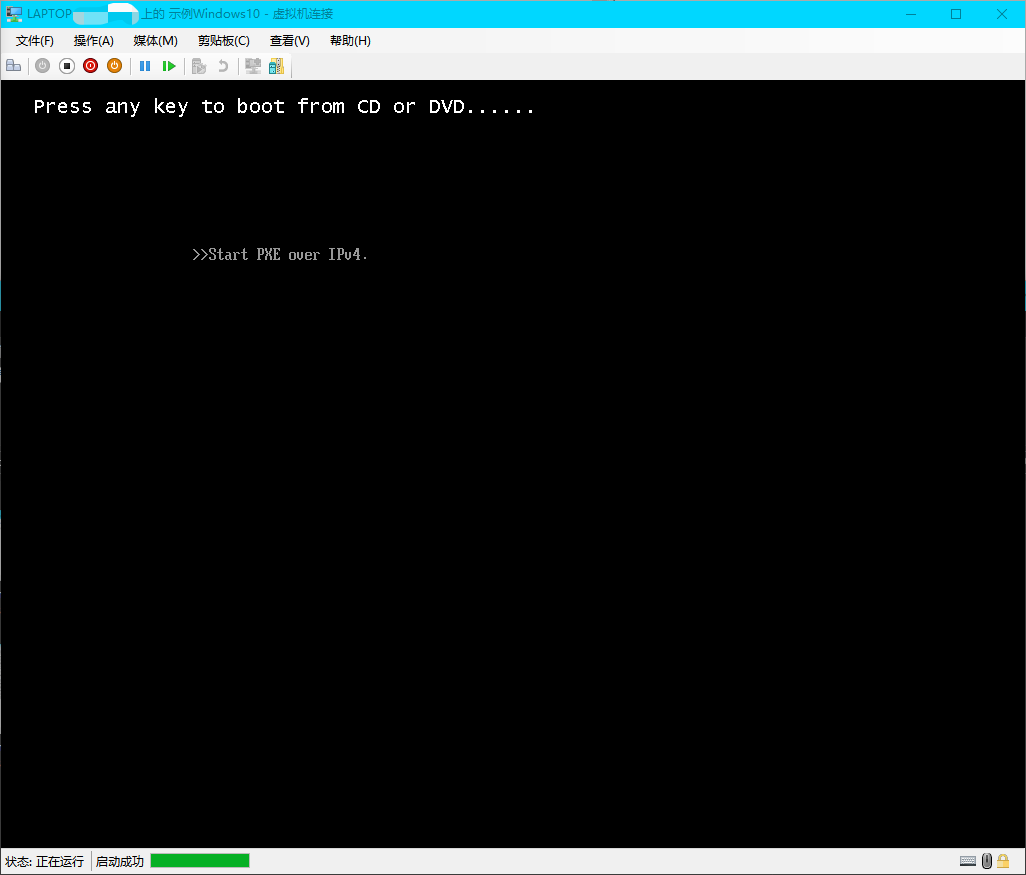 LAPTOP 上的 示例Windows10 - 虚拟机连接
文件(F) 操作(A) 媒体(M) 剪贴板(C) 查看(V) 帮助(H)
Press any key to boot from CD or DVD......
>>Start PXE over IPv4.
状态: 正在运行 启动成功